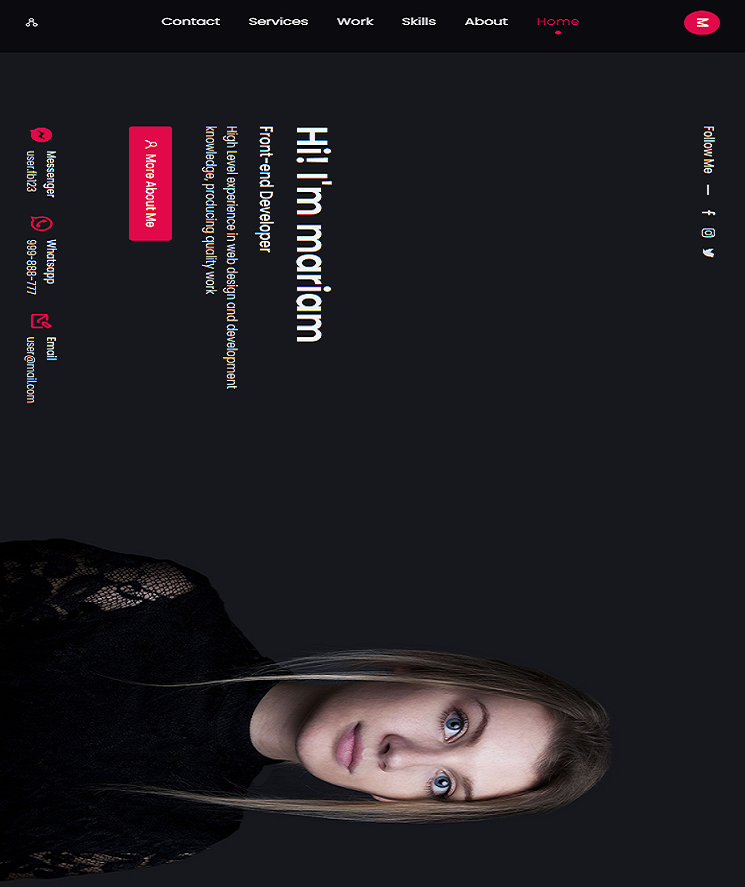 Contact Services Work Skills About Home M
Follow Me
Hi! I'm mariam
Front-end Developer
High Level experience in web design and development
knowledge, producing quality work
More About Me
Messenger
user.fb123
Whatsapp
999-888-777
Email
user@mail.com